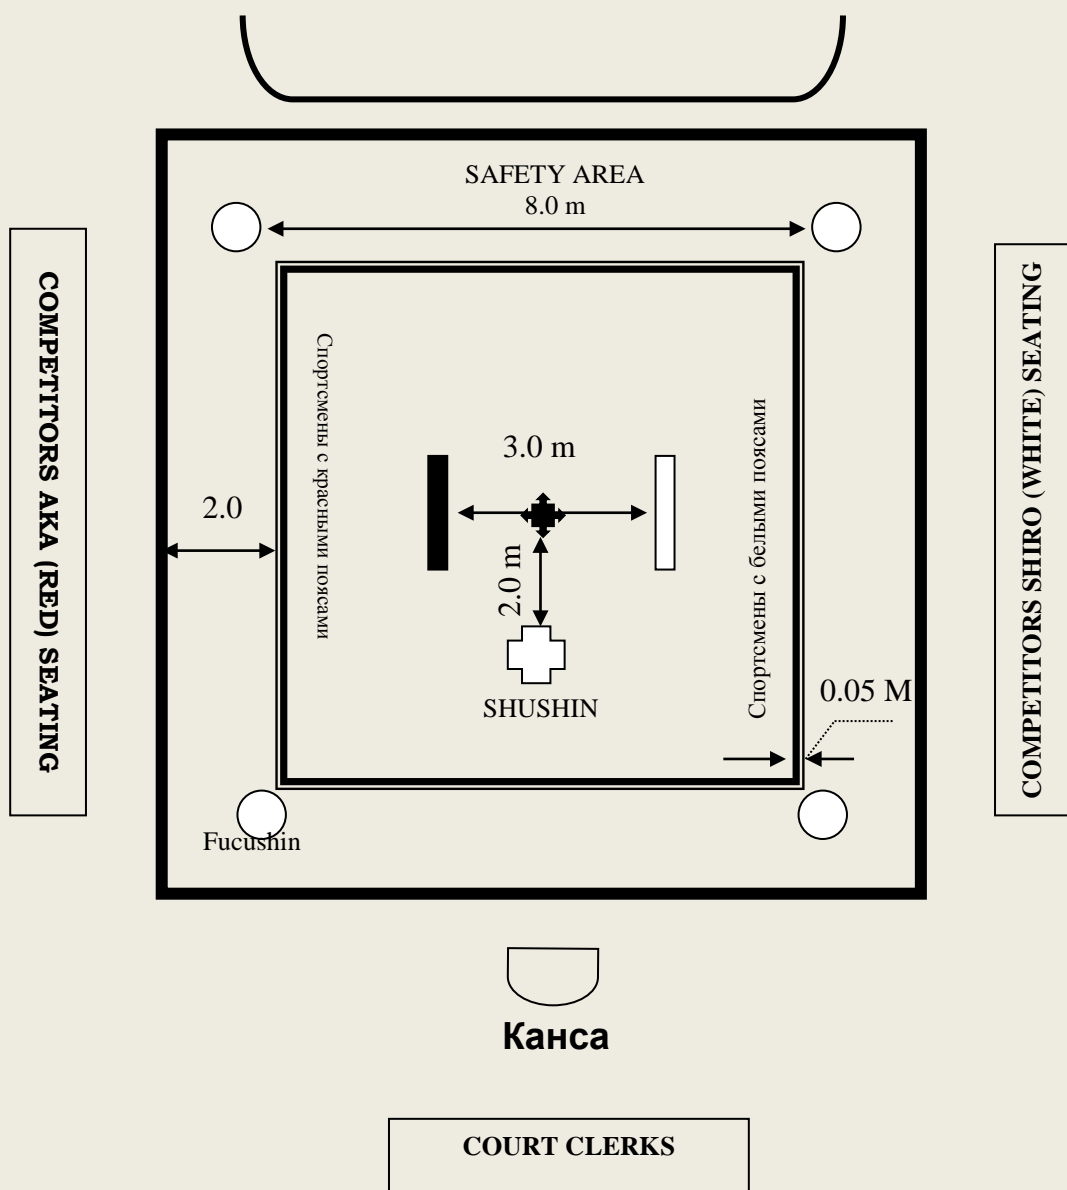 SAFETY AREA
8.0 m
COMPETITORS AKA (RED) SEATING
COMPETITORS SHIRO (WHITE) SEATING
Спортсмены с красными поясами
Спортсмены с белыми поясами
3.0 m
2.0
2.0 m
0.05 M
SHUSHIN
Fucushin
Канса
COURT CLERKS